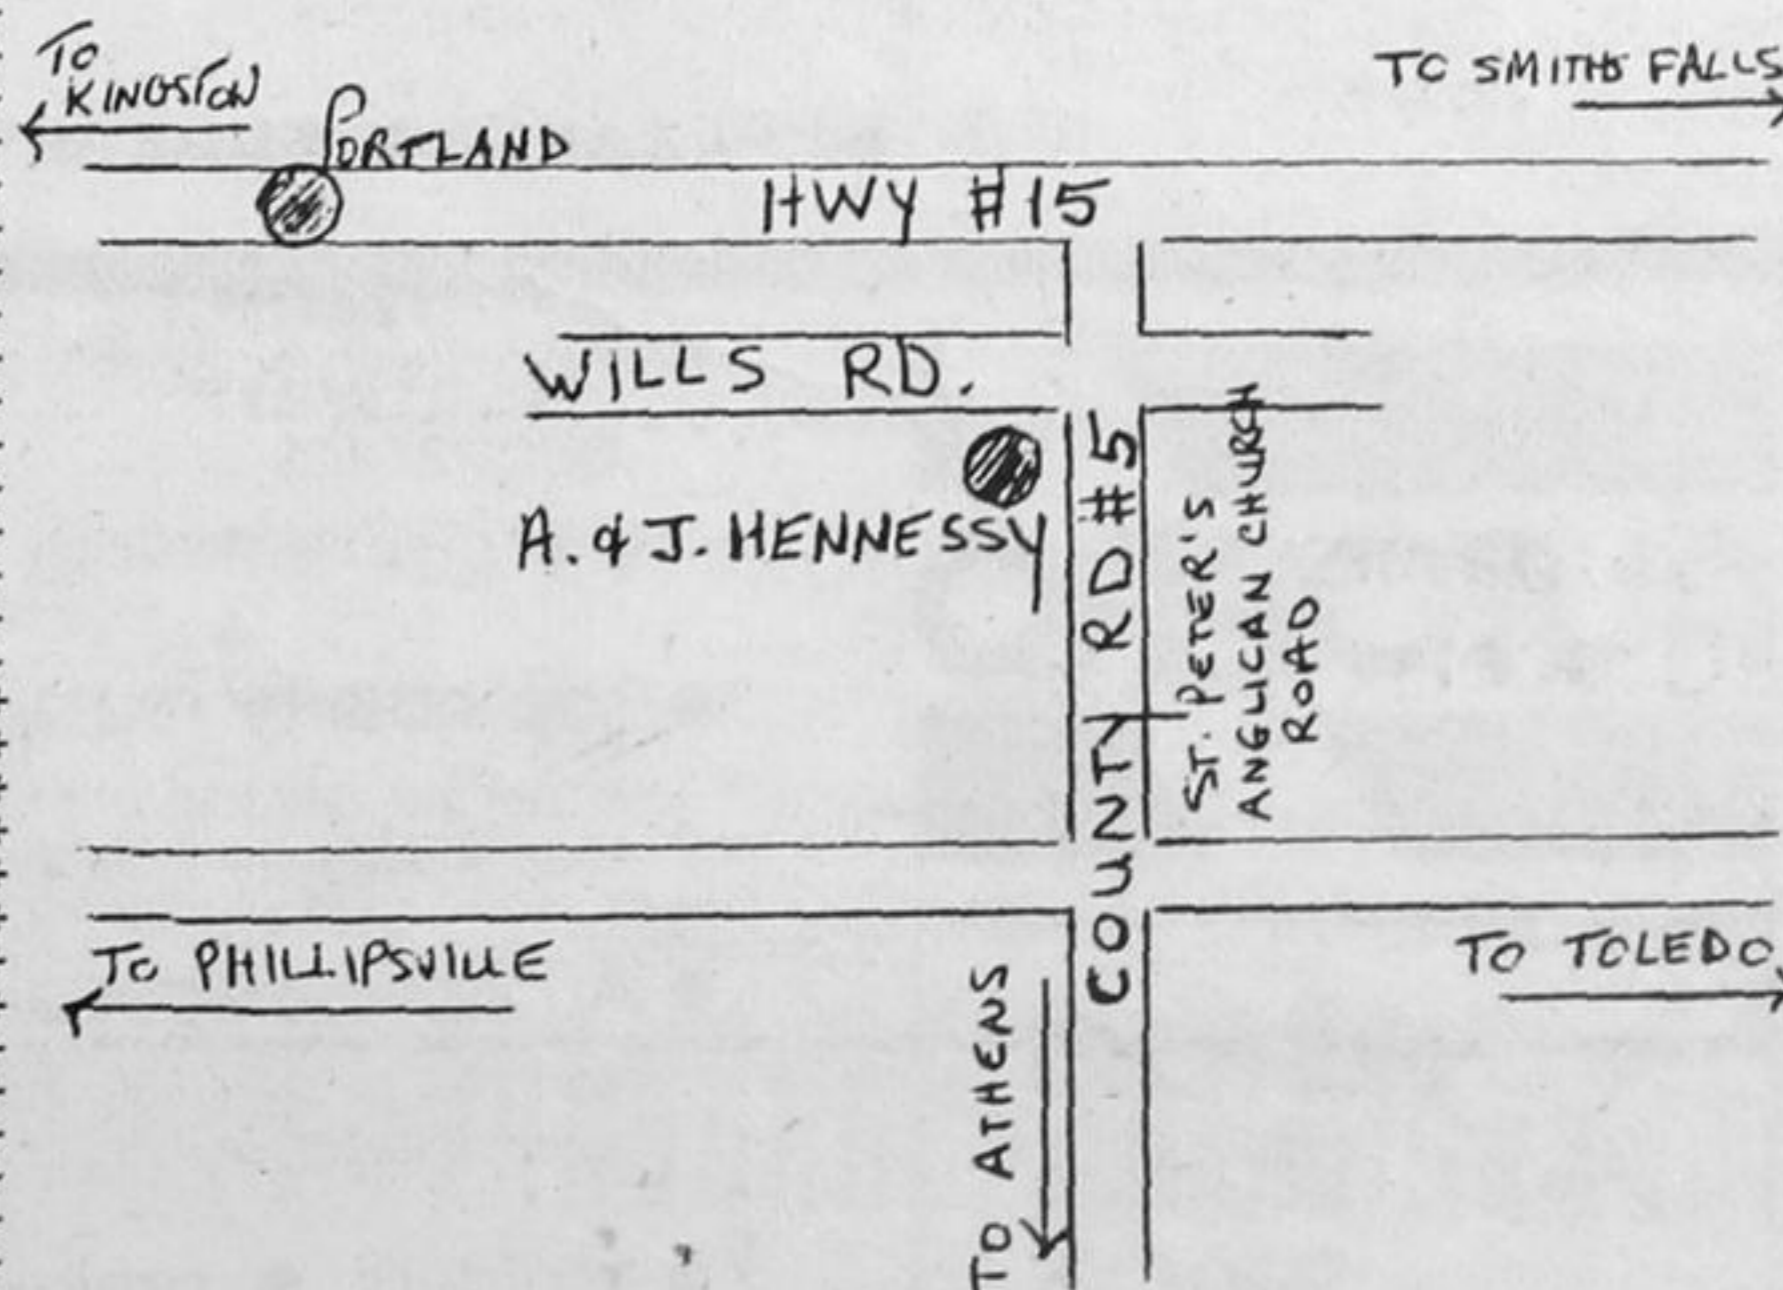 TO
KINGSTON
PORTLAND
TO SMITHS FALLS
HWY #15
WILLS RD.
A. & J. HENNESSY
COUNTY RD #5
ST. PETER'S
ANGLICAN CHURCH
ROAD
TO PHILLIPSVILLE
TO TOLEDO
TO ATHENS